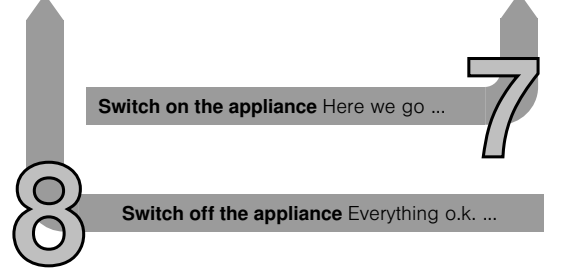 7
Switch on the appliance Here we go ...
8
Switch off the appliance Everything o.k. ...